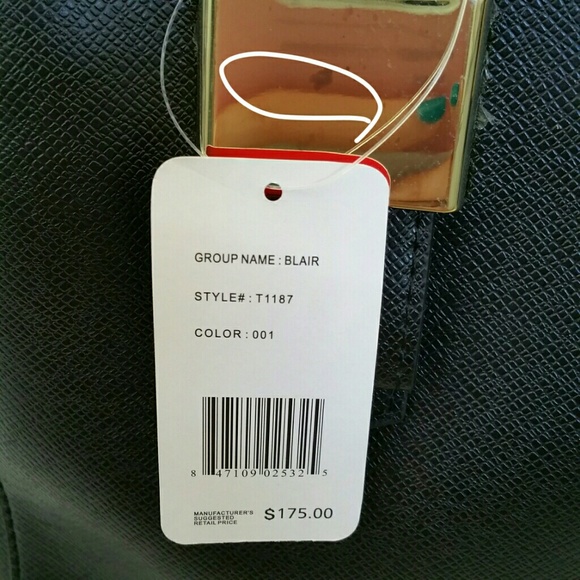 GROUP NAME : BLAIR
STYLE# : T1187
COLOR : 001
8 47109 02532 5
MANUFACTURER'S
SUGGESTED
RETAIL PRICE
$175.00